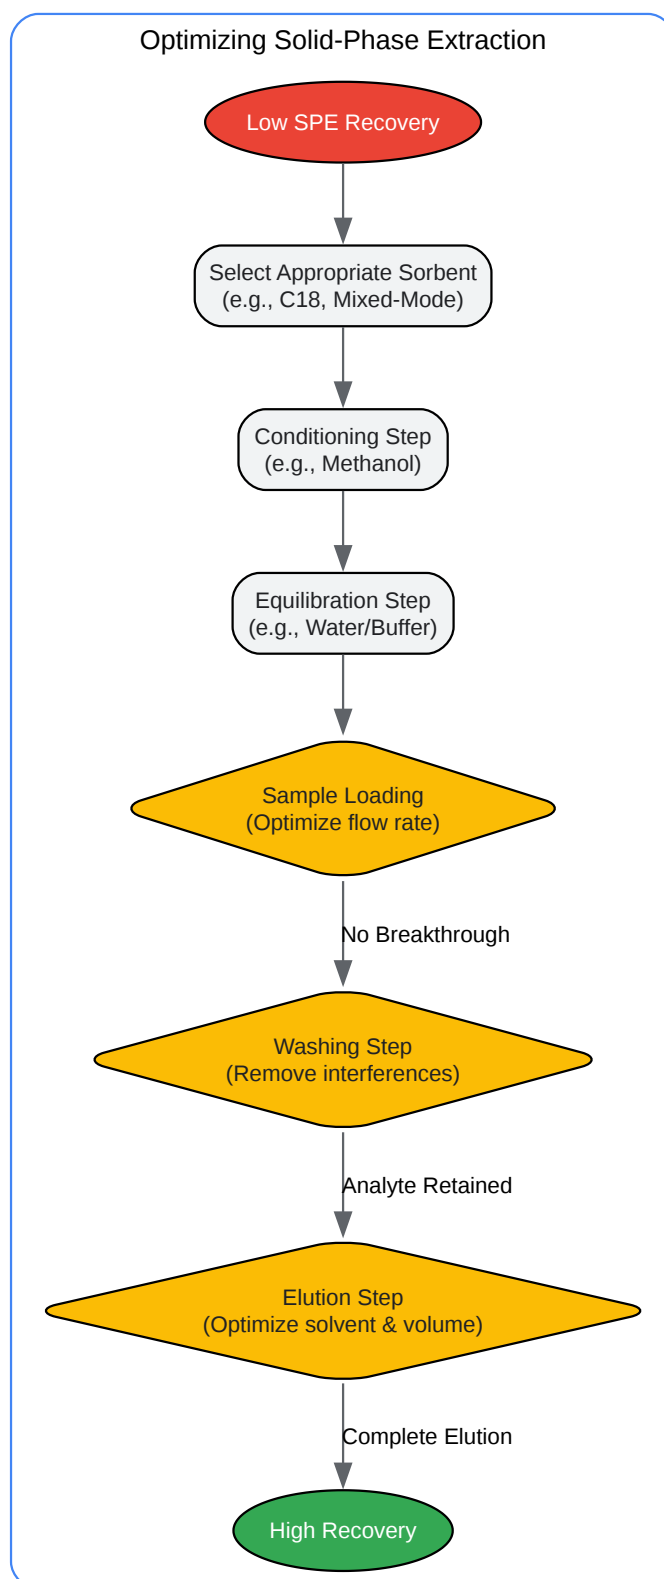 Optimizing Solid-Phase Extraction
Low SPE Recovery
Select Appropriate Sorbent
(e.g., C18, Mixed-Mode)
Conditioning Step
(e.g., Methanol)
Equilibration Step
(e.g., Water/Buffer)
Sample Loading
(Optimize flow rate)
No Breakthrough
Washing Step
(Remove interferences)
Analyte Retained
Elution Step
(Optimize solvent & volume)
Complete Elution
High Recovery